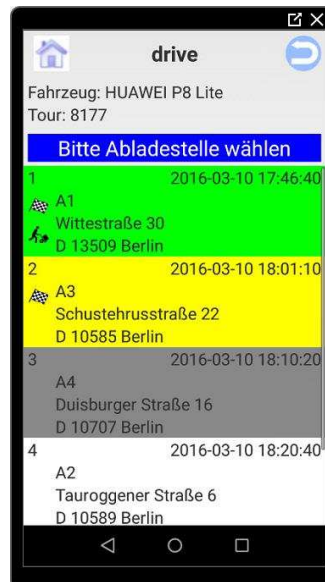 drive
Fahrzeug: HUAWEI P8 Lite
Tour: 8177
Bitte Abladestelle wählen
1 2016-03-10 17:46:40
A1
Wittestraße 30
D 13509 Berlin
2 2016-03-10 18:01:10
A3
Schustehrusstraße 22
D 10585 Berlin
3 2016-03-10 18:10:20
A4
Duisburger Straße 16
D 10707 Berlin
4 2016-03-10 18:20:40
A2
Tauroggener Straße 6
D 10589 Berlin